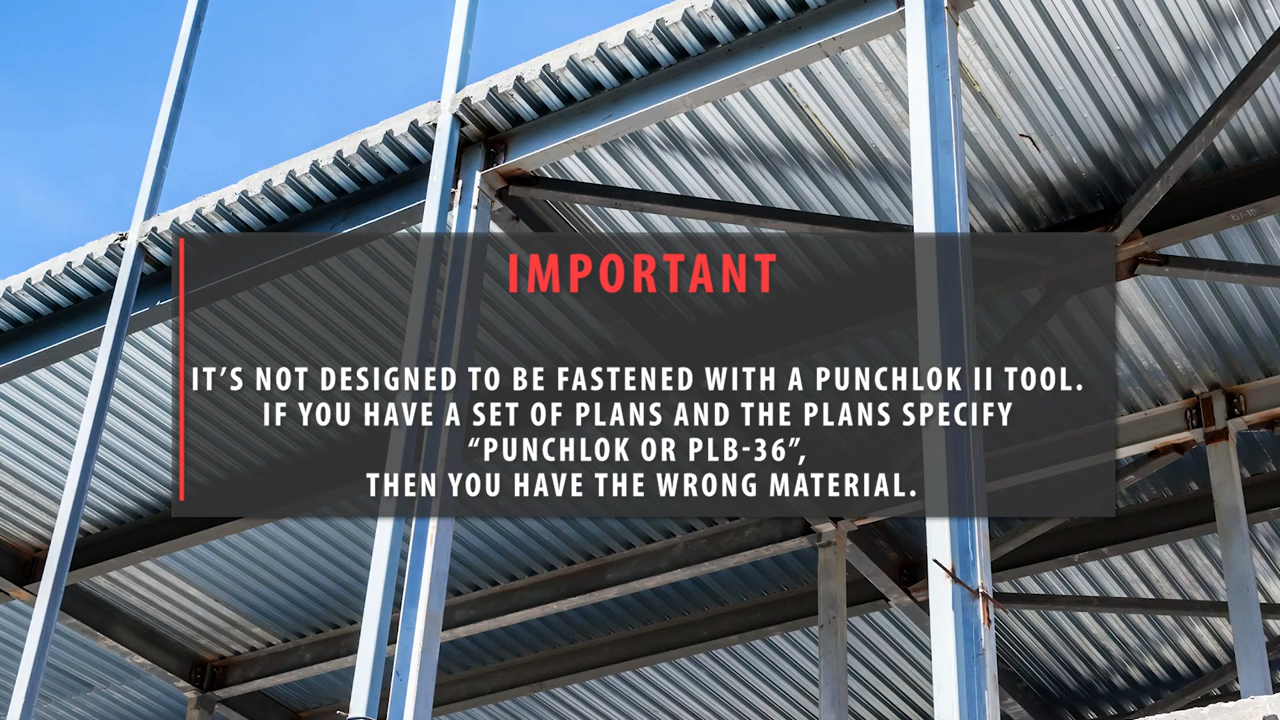 IMPORTANT
IT’S NOT DESIGNED TO BE FASTENED WITH A PUNCHLOK II TOOL.
IF YOU HAVE A SET OF PLANS AND THE PLANS SPECIFY
“PUNCHLOK OR PLB-36”,
THEN YOU HAVE THE WRONG MATERIAL.